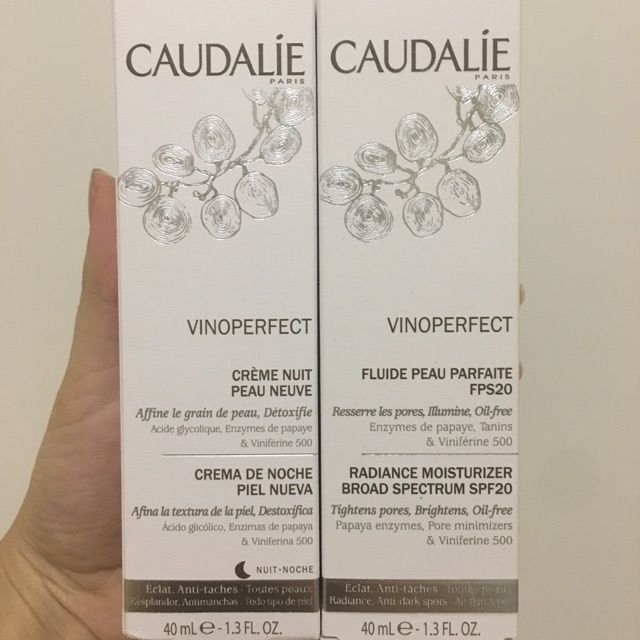 CAUDALIE
PARIS
VINOPERFECT
CRÈME NUIT
PEAU NEUVE
Affine le grain de peau, Détoxifie
Acide glycolique, Enzymes de papaye
& Viniférine 500
CREMA DE NOCHE
PIEL NUEVA
Afina la textura de la piel, Destoxifica
Ácido glicólico, Enzimas de papaya
& Viniferina 500
NUIT-NOCHE
Eclat, Anti-taches - Toutes peaux
Resplandor, Antimanchas - Todo tipo de piel
40 mL e - 1.3 FL. OZ.
CAUDALIE
PARIS
VINOPERFECT
FLUIDE PEAU PARFAITE
FPS20
Resserre les pores, Illumine, Oil-free
Enzymes de papaye, Tanins
& Viniférine 500
RADIANCE MOISTURIZER
BROAD SPECTRUM SPF20
Tightens pores, Brightens, Oil-free
Papaya enzymes, Pore minimizers
& Viniferine 500
Eclat, Anti-taches - Toutes peaux
Radiance, Anti-dark spots - All skin types
40 mL e - 1.3 FL. OZ.